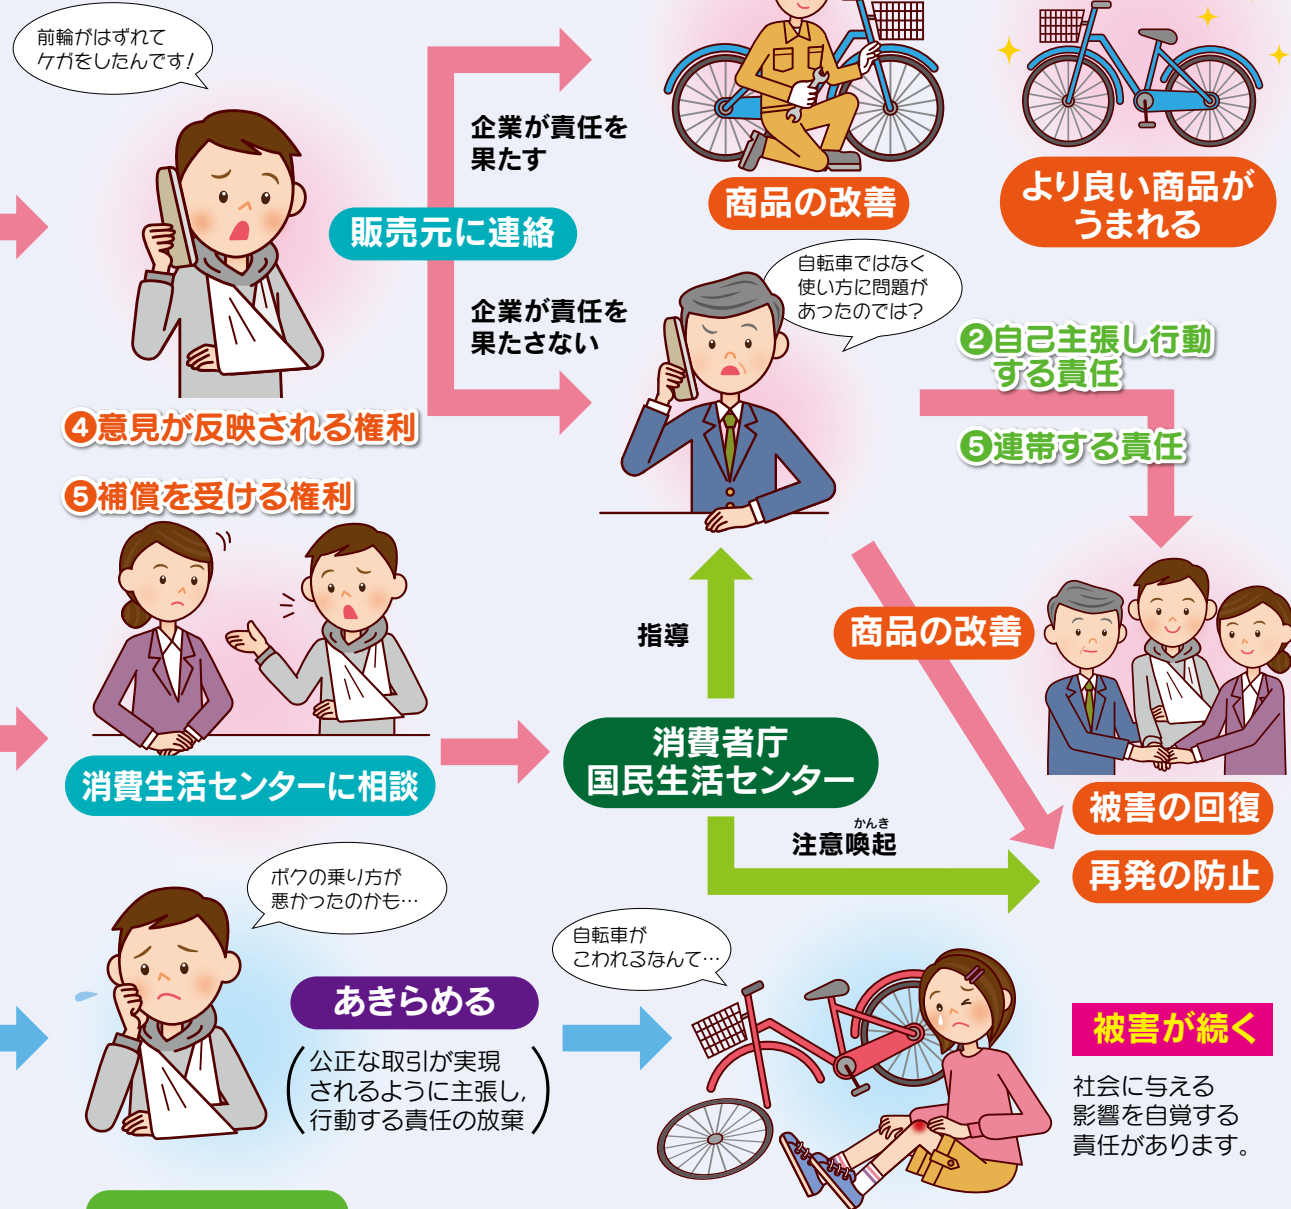 前輪がはずれて
ケガをしたんです!
企業が責任を
果たす
商品の改善
より良い商品が
うまれる
販売元に連絡
企業が責任を
果たさない
自転車ではなく
使い方に問題が
あったのでは?
❷自己主張し行動
する責任
❺連帯する責任
❹意見が反映される権利
❺補償を受ける権利
指導
商品の改善
消費生活センターに相談
消費者庁
国民生活センター
かんき
注意喚起
被害の回復
再発の防止
ボクの乗り方が
悪かったのかも…
あきらめる
(公正な取引が実現
されるように主張し,
行動する責任の放棄)
自転車が
こわれるなんて…
被害が続く
社会に与える
影響を自覚する
責任があります。